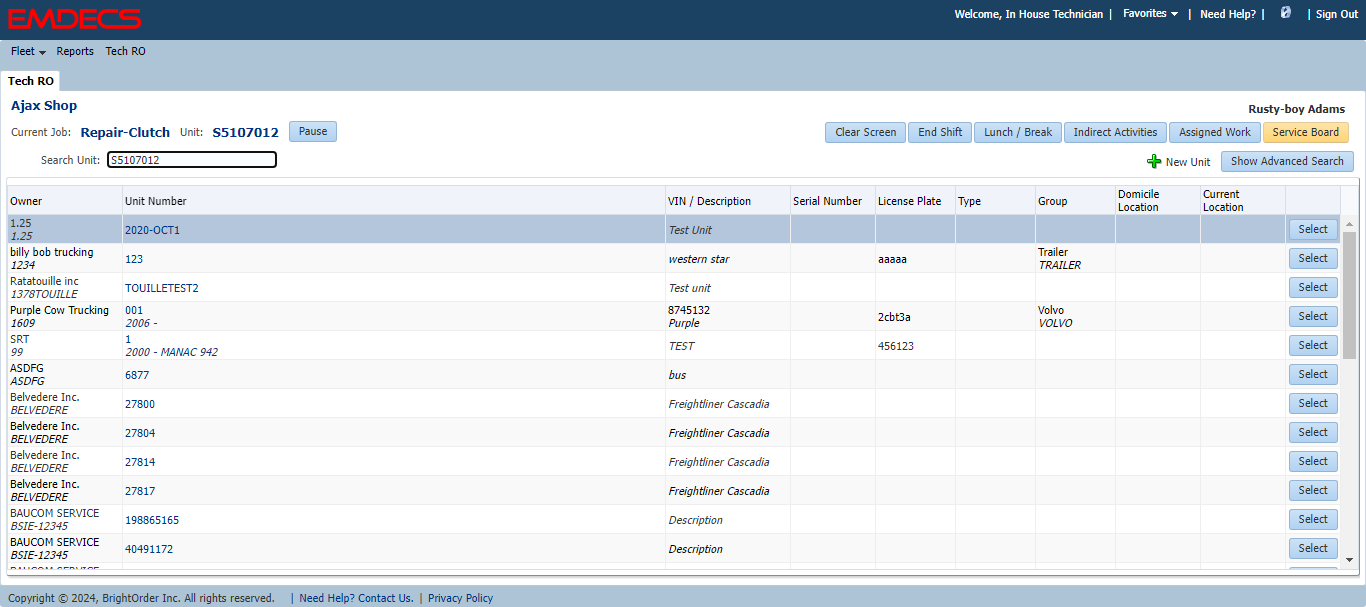 EMDECS
Welcome, In House Technician | Favorites | Need Help? | | Sign Out
Fleet Reports Tech RO
Tech RO
Ajax Shop
Rusty-boy Adams
Current Job: Repair-Clutch Unit: S5107012 Pause
Clear Screen End Shift Lunch / Break Indirect Activities Assigned Work Service Board
Search Unit: S5107012
New Unit Show Advanced Search
Owner Unit Number VIN / Description Serial Number License Plate Type Group Domicile Location Current Location
1.25
1.25
2020-OCT1 Test Unit Select
billy bob trucking
1234
123 western star aaaaa Trailer
TRAILER
Select
Ratatouille inc
1378TOUILLE
TOUILLETEST2 Test unit Select
Purple Cow Trucking
1609
001
2006 -
8745132
Purple
2cbt3a Volvo
VOLVO
Select
SRT
99
1
2000 - MANAC 942
TEST 456123 Select
ASDFG
ASDFG
6877 bus Select
Belvedere Inc.
BELVEDERE
27800 Freightliner Cascadia Select
Belvedere Inc.
BELVEDERE
27804 Freightliner Cascadia Select
Belvedere Inc.
BELVEDERE
27814 Freightliner Cascadia Select
Belvedere Inc.
BELVEDERE
27817 Freightliner Cascadia Select
BAUCOM SERVICE
BSIE-12345
198865165 Description Select
BAUCOM SERVICE
BSIE-12345
40491172 Description Select
Copyright © 2024, BrightOrder Inc. All rights reserved. | Need Help? Contact Us. | Privacy Policy